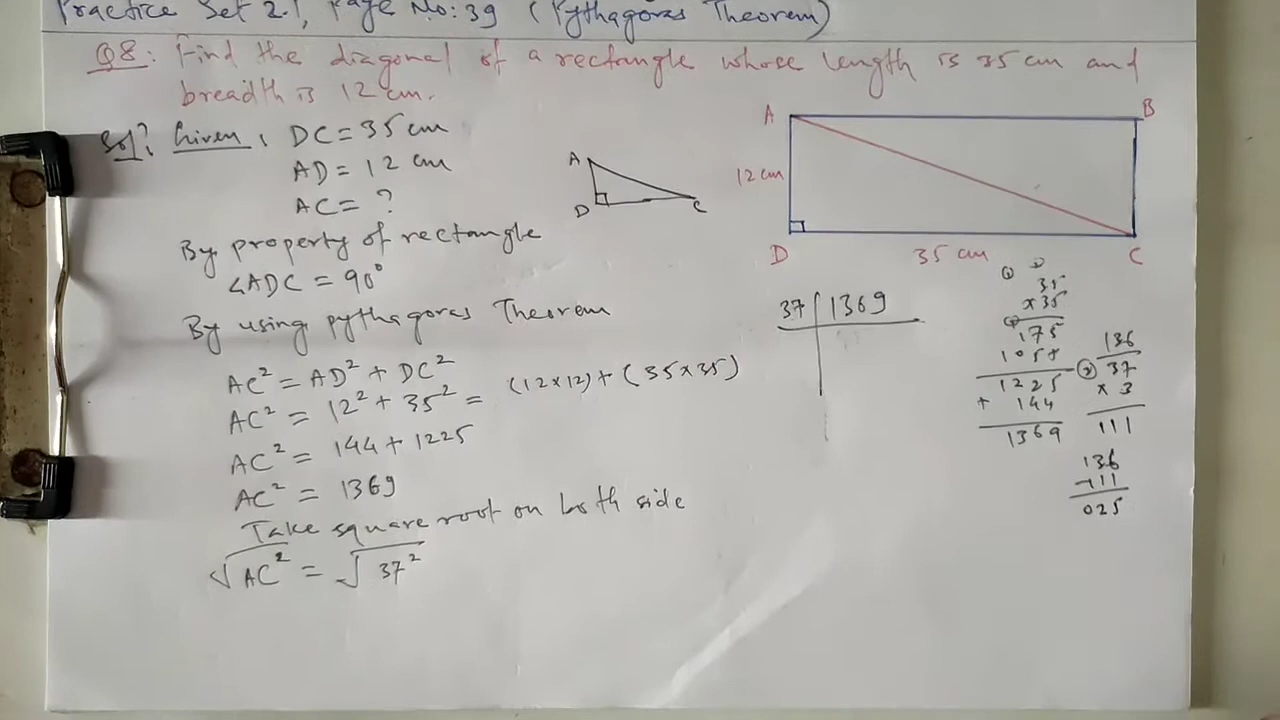 Practice Set 2.1, Page No: 39 (Pythagoras Theorem)
Q8: Find the diagonal of a rectangle whose length is 35 cm and
breadth is 12 cm.
Solⁿ: Given, DC = 35 cm
AD = 12 cm
AC = ?
By property of rectangle
∠ADC = 90°
By using pythagoras Theorem
AC² = AD² + DC²
AC² = 12² + 35² = (12×12) + (35×35)
AC² = 144 + 1225
AC² = 1369
Take square root on both side
√AC² = √37²
A
D
C
A
B
12 cm
D
35 cm
C
37 1369
35
×35
175
105×
1225
+ 144
1369
136
37
× 3
111
136
-111
025